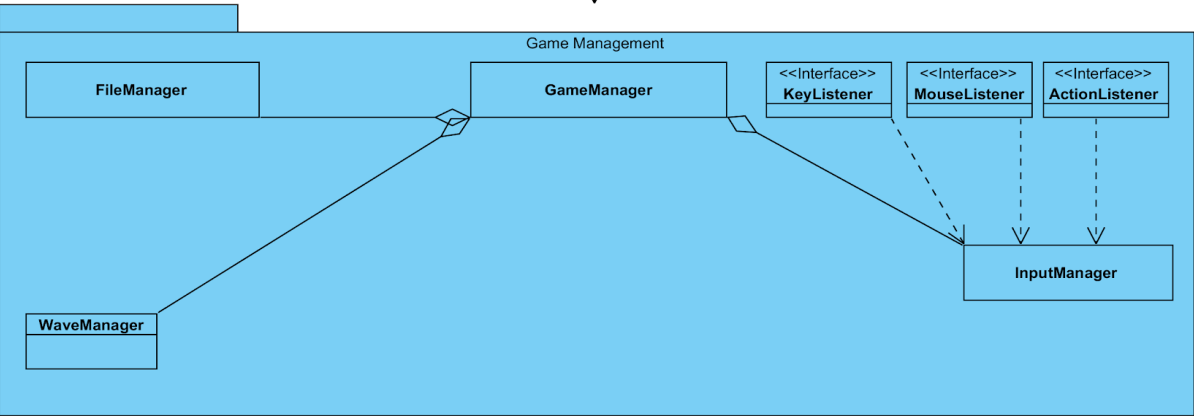 Game Management
FileManager
GameManager
<<Interface>>
KeyListener
<<Interface>>
MouseListener
<<Interface>>
ActionListener
InputManager
WaveManager